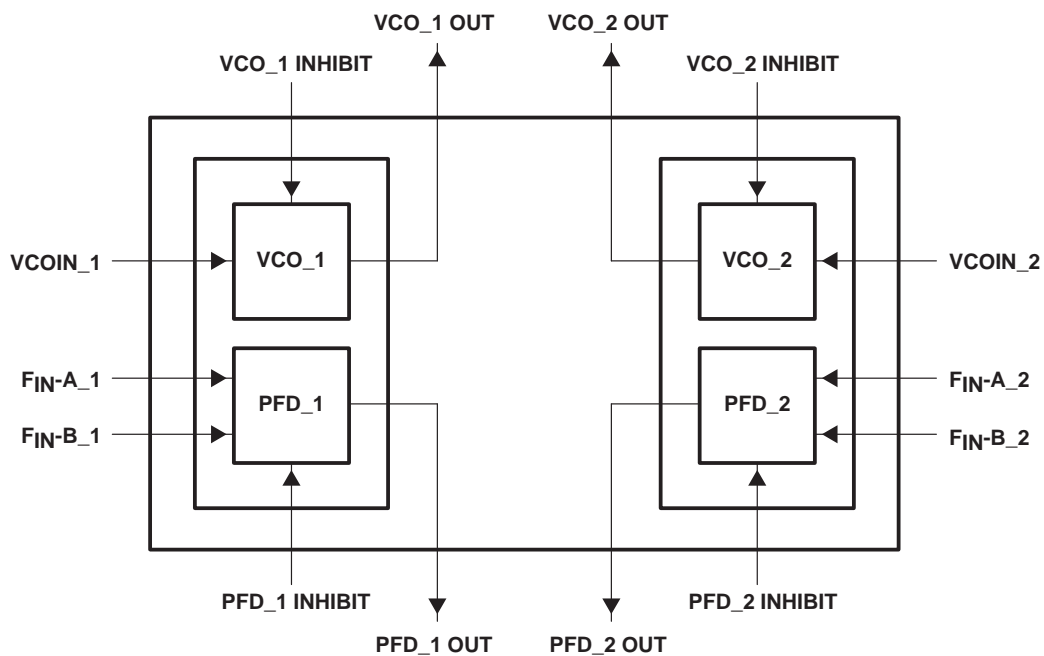 VCO_1 OUT
VCO_2 OUT
VCO_1 INHIBIT
VCO_2 INHIBIT
VCO_1
VCO_2
VCOIN_1
VCOIN_2
FIN-A_1
FIN-A_2
PFD_1
PFD_2
FIN-B_1
FIN-B_2
PFD_1 INHIBIT
PFD_2 INHIBIT
PFD_1 OUT
PFD_2 OUT